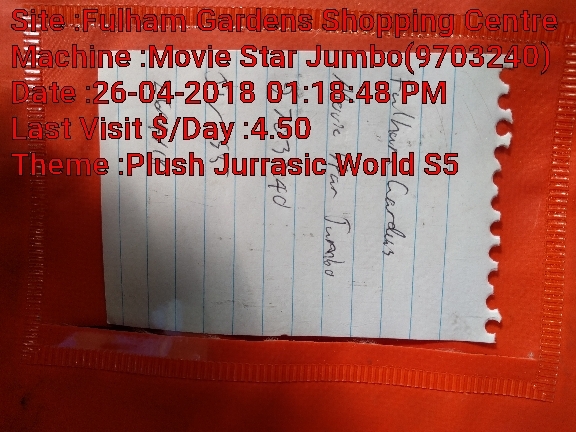 Site :Fulham Gardens Shopping Centre
Machine :Movie Star Jumbo(9703240)
Date :26-04-2018 01:18:48 PM
Last Visit $/Day :4.50
Theme :Plush Jurrasic World S5
Fulham Gardens
Movie Star Jumbo